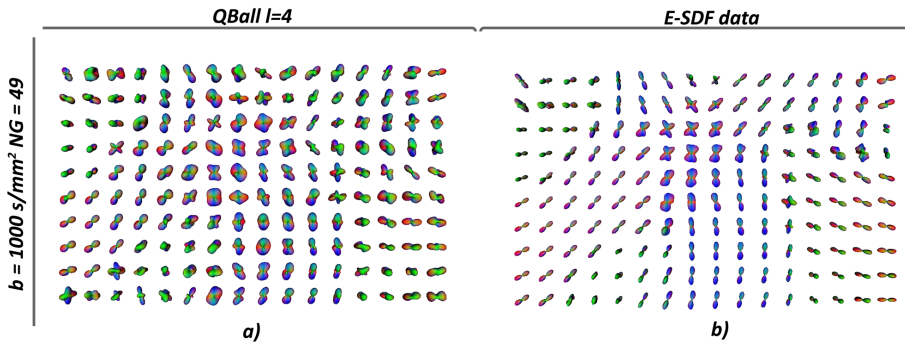 QBall l=4
E-SDF data
b = 1000 s/mm² NG = 49
a)
b)